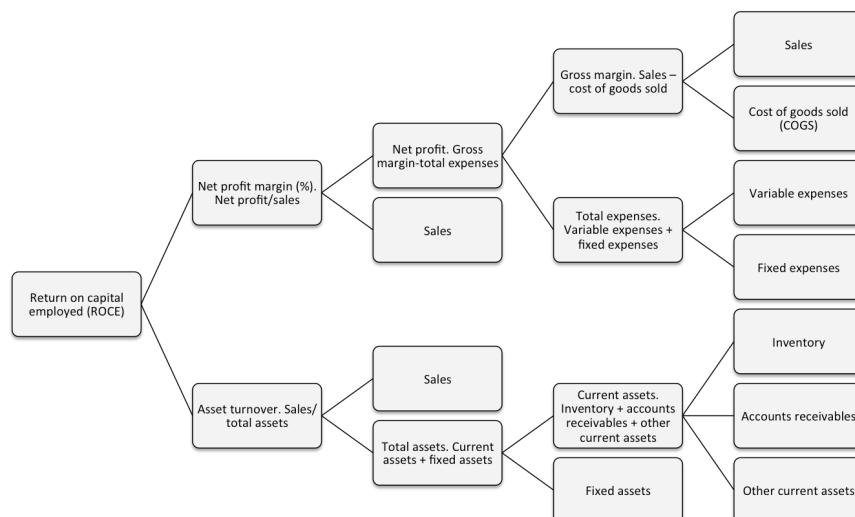 Sales
Gross margin. Sales –
cost of goods sold
Cost of goods sold
(COGS)
Net profit. Gross
margin-total expenses
Net profit margin (%).
Net profit/sales
Variable expenses
Sales
Total expenses.
Variable expenses +
fixed expenses
Fixed expenses
Return on capital
employed (ROCE)
Inventory
Sales
Current assets.
Inventory + accounts
receivables + other
current assets
Asset turnover. Sales/
total assets
Accounts receivables
Total assets. Current
assets + fixed assets
Fixed assets
Other current assets